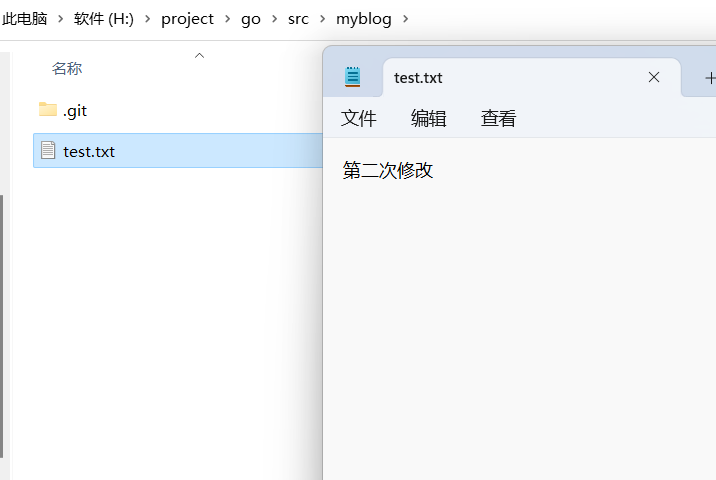 此电脑 > 软件 (H:) > project > go > src > myblog >
名称
.git
test.txt
test.txt
文件 编辑 查看
第二次修改